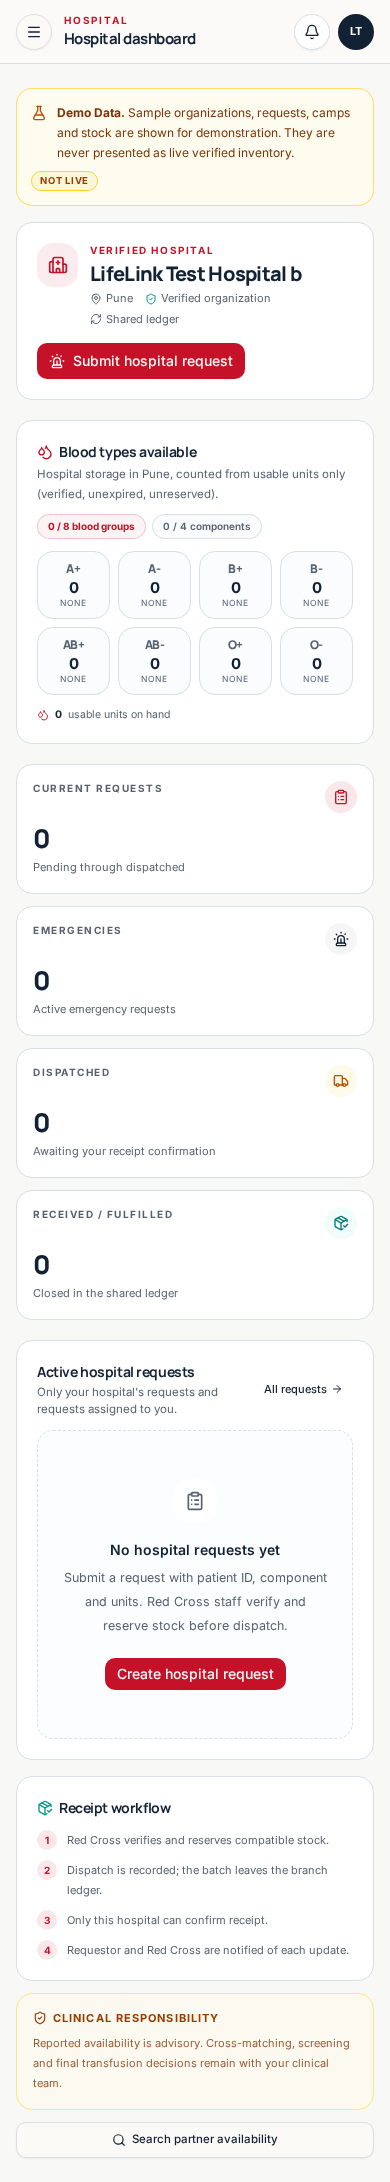 HOSPITAL
Hospital dashboard
LT
Demo Data. Sample organizations, requests, camps
and stock are shown for demonstration. They are
never presented as live verified inventory.
NOT LIVE
VERIFIED HOSPITAL
LifeLink Test Hospital b
Pune Verified organization
Shared ledger
Submit hospital request
Blood types available
Hospital storage in Pune, counted from usable units only
(verified, unexpired, unreserved).
0 / 8 blood groups 0 / 4 components
A+ A- B+ B-
0 0 0 0
NONE NONE NONE NONE
AB+ AB- O+ O-
0 0 0 0
NONE NONE NONE NONE
0 usable units on hand
CURRENT REQUESTS
0
Pending through dispatched
EMERGENCIES
0
Active emergency requests
DISPATCHED
0
Awaiting your receipt confirmation
RECEIVED / FULFILLED
0
Closed in the shared ledger
Active hospital requests
Only your hospital's requests and
requests assigned to you.
All requests →
No hospital requests yet
Submit a request with patient ID, component
and units. Red Cross staff verify and
reserve stock before dispatch.
Create hospital request
Receipt workflow
1 Red Cross verifies and reserves compatible stock.
2 Dispatch is recorded; the batch leaves the branch
ledger.
3 Only this hospital can confirm receipt.
4 Requestor and Red Cross are notified of each update.
CLINICAL RESPONSIBILITY
Reported availability is advisory. Cross-matching, screening
and final transfusion decisions remain with your clinical
team.
Search partner availability